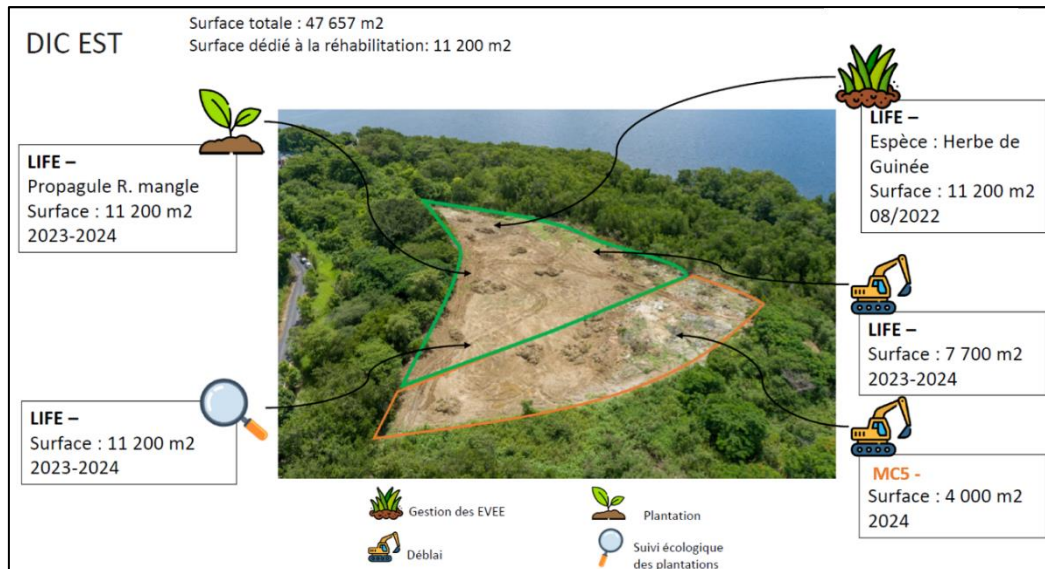 DIC EST
Surface totale : 47 657 m2
Surface dédié à la réhabilitation: 11 200 m2
LIFE –
Propagule R. mangle
Surface : 11 200 m2
2023-2024
LIFE –
Surface : 11 200 m2
2023-2024
LIFE –
Espèce : Herbe de
Guinée
Surface : 11 200 m2
08/2022
LIFE –
Surface : 7 700 m2
2023-2024
MC5 -
Surface : 4 000 m2
2024
Gestion des EVEE
Plantation
Déblai
Suivi écologique
des plantations